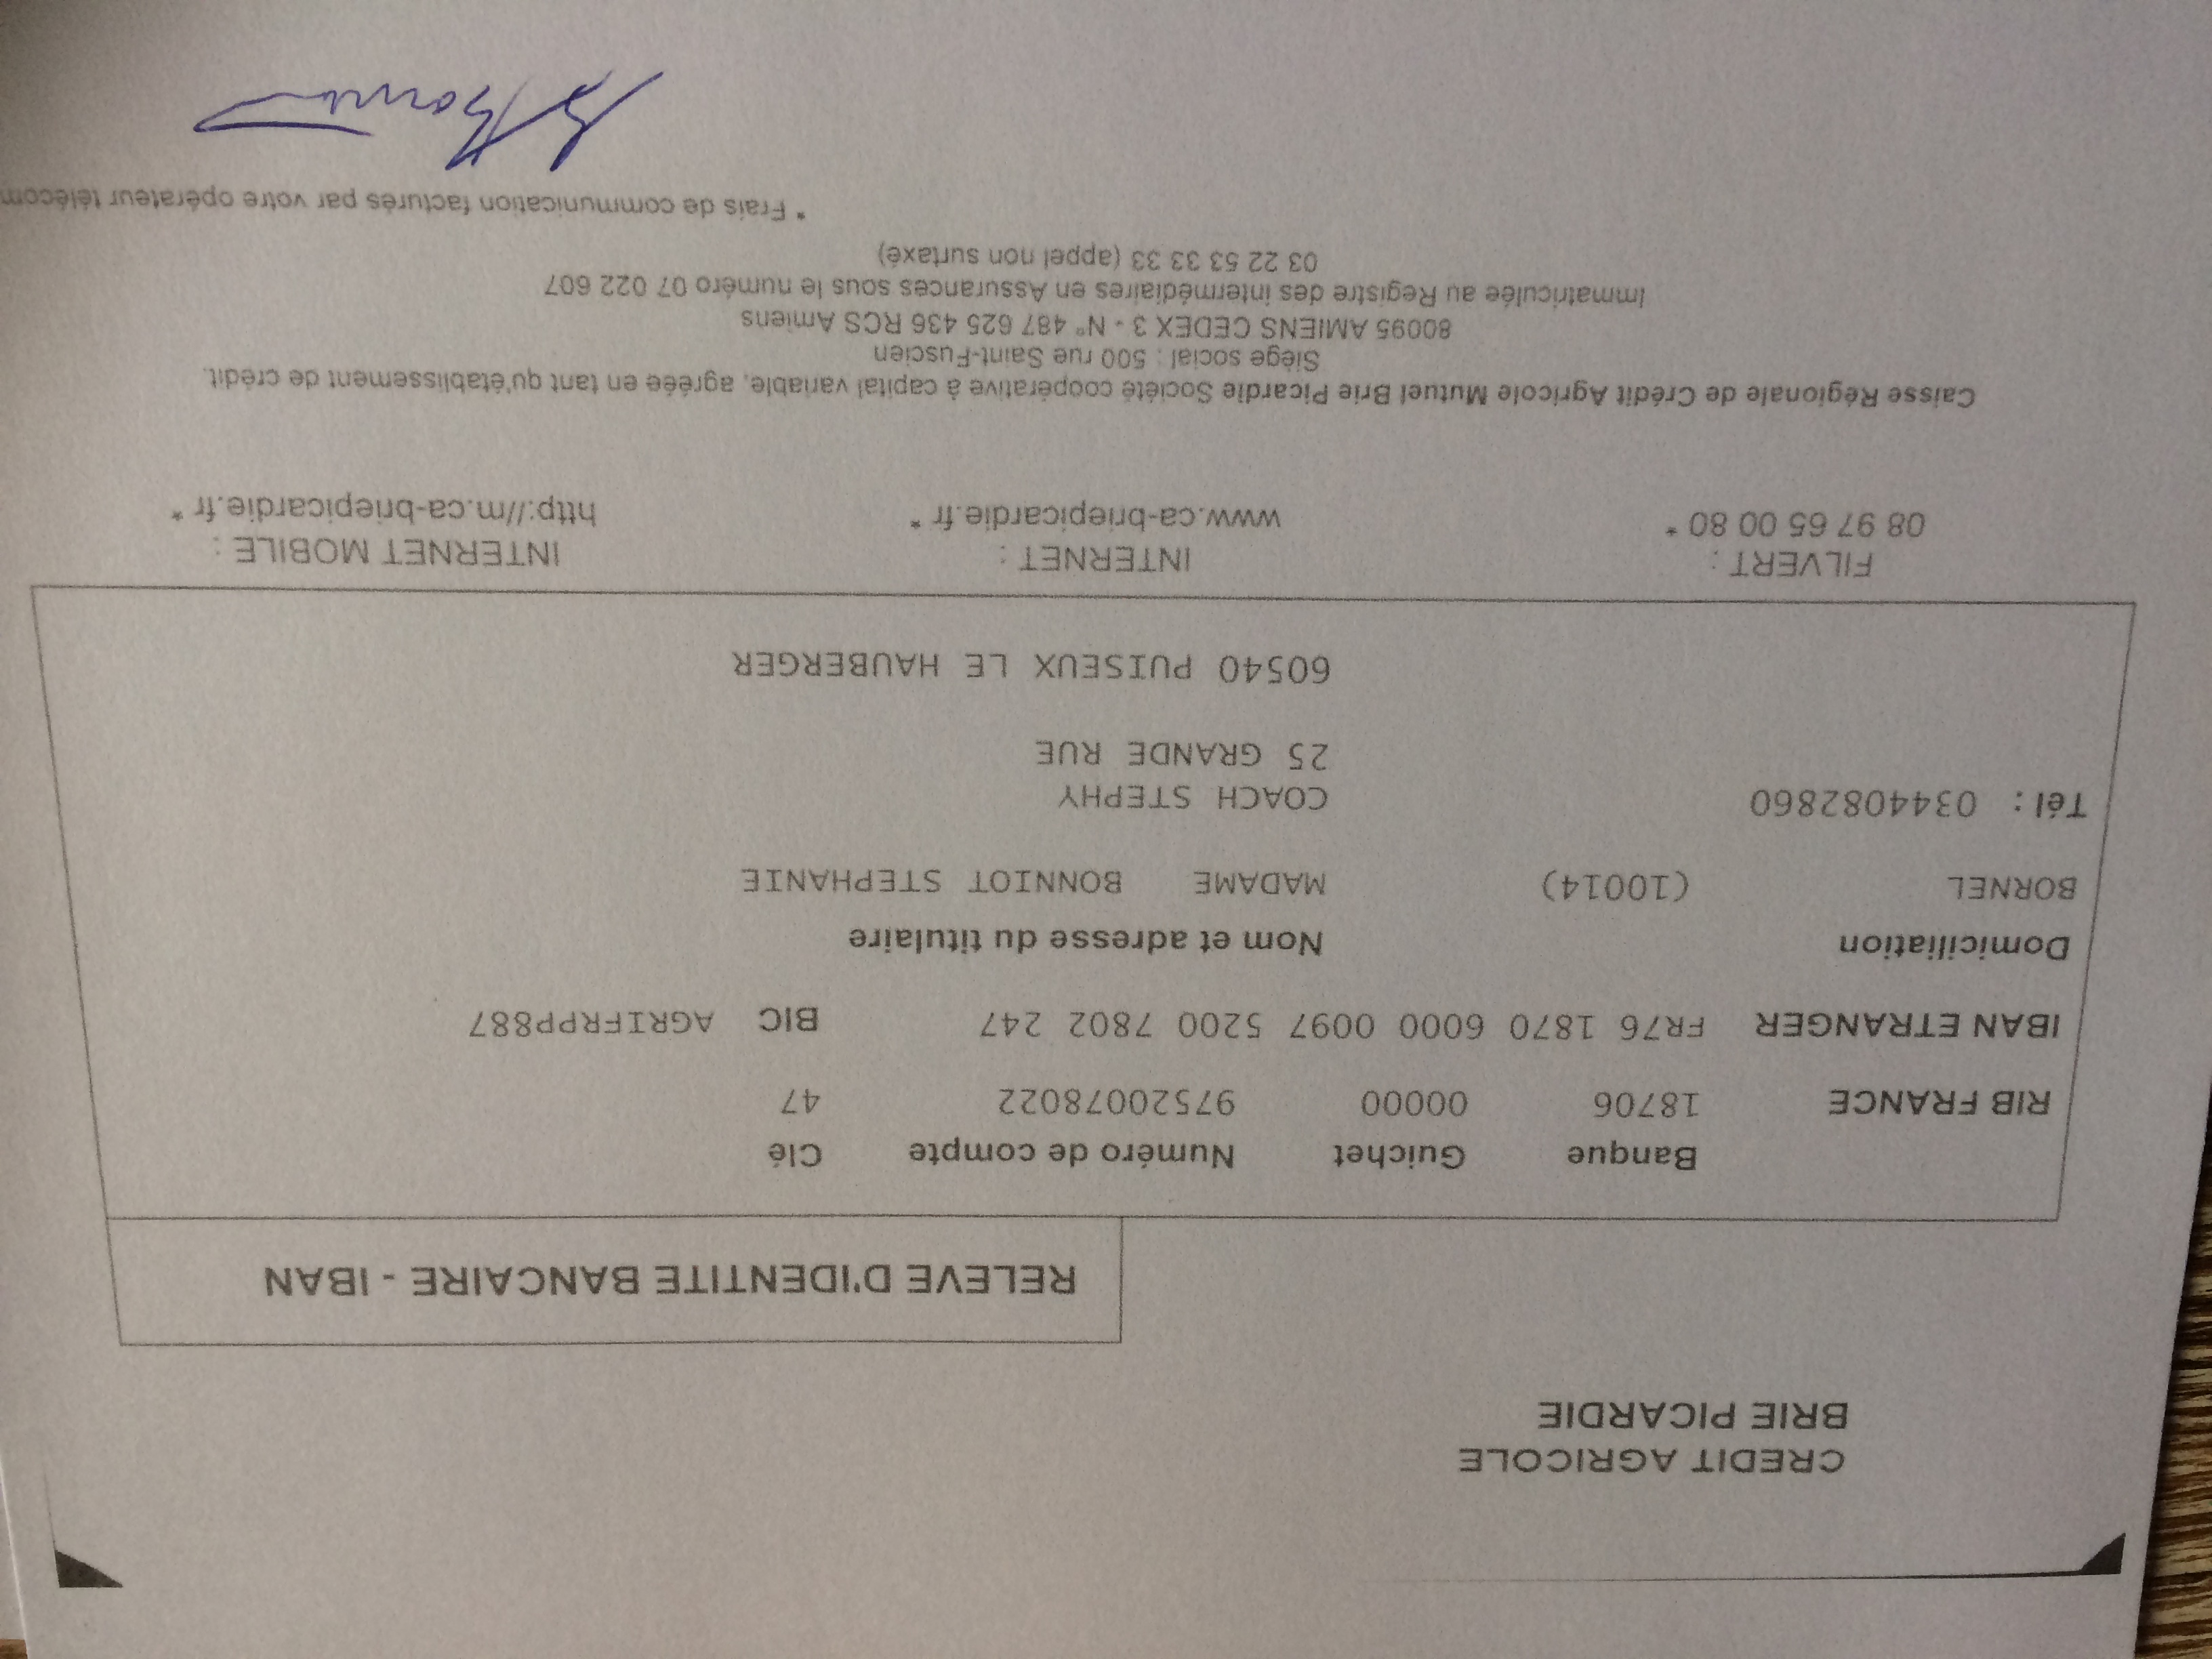 CREDIT AGRICOLE
BRIE PICARDIE
RELEVE D'IDENTITE BANCAIRE - IBAN
Banque Guichet Numéro de compte Clé
RIB FRANCE 18706 00000 97520078022 47
IBAN ETRANGER FR76 1870 6000 0097 5200 7802 247 BIC AGRIFRPP887
Domiciliation Nom et adresse du titulaire
BORNEL (10014) MADAME BONNIOT STEPHANIE
Tél : 0344082860 COACH STEPHY
25 GRANDE RUE
60540 PUISEUX LE HAUBERGER
FILVERT : INTERNET : INTERNET MOBILE :
08 97 65 00 80 * www.ca-briepicardie.fr * http://m.ca-briepicardie.fr *
Caisse Régionale de Crédit Agricole Mutuel Brie Picardie Société coopérative à capital variable, agréée en tant qu'établissement de crédit.
Siège social : 500 rue Saint-Fuscien
80095 AMIENS CEDEX 3 - N° 487 625 436 RCS Amiens
Immatriculée au Registre des intermédiaires en Assurances sous le numéro 07 022 607
03 22 53 33 33 (appel non surtaxé)
* Frais de communication facturés par votre opérateur télécom